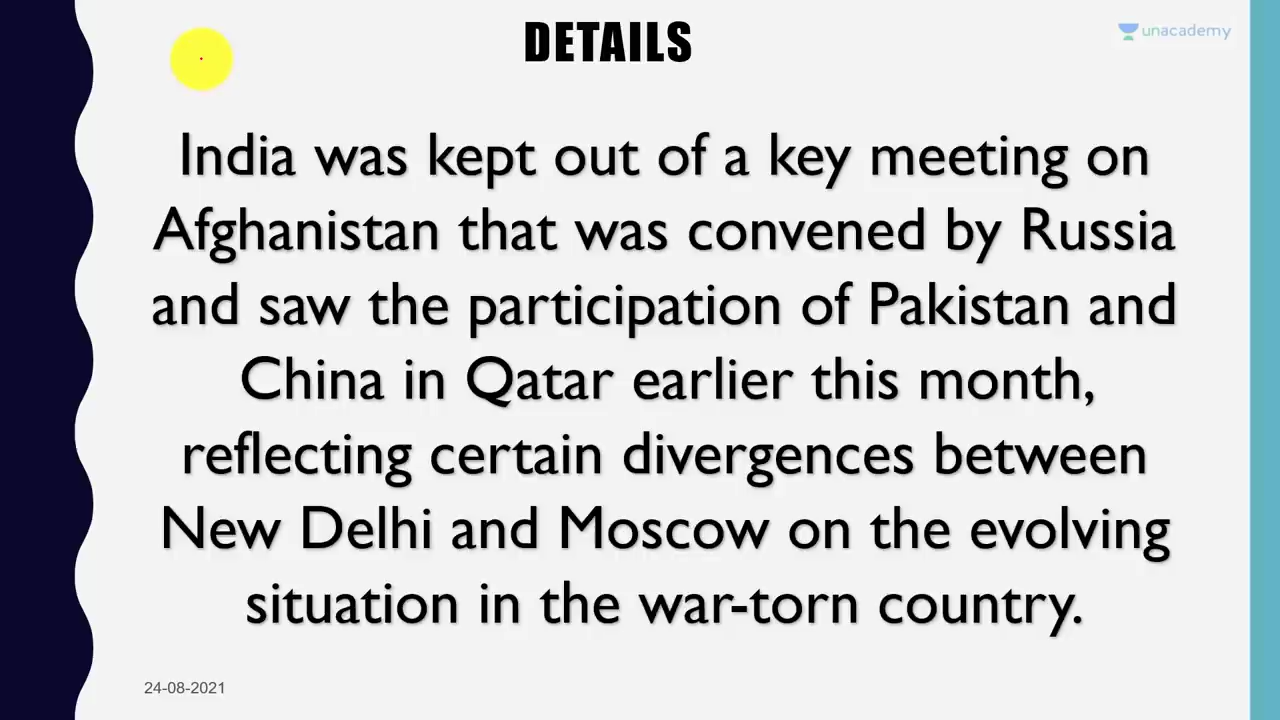 DETAILS
unacademy
India was kept out of a key meeting on
Afghanistan that was convened by Russia
and saw the participation of Pakistan and
China in Qatar earlier this month,
reflecting certain divergences between
New Delhi and Moscow on the evolving
situation in the war-torn country.
24-08-2021